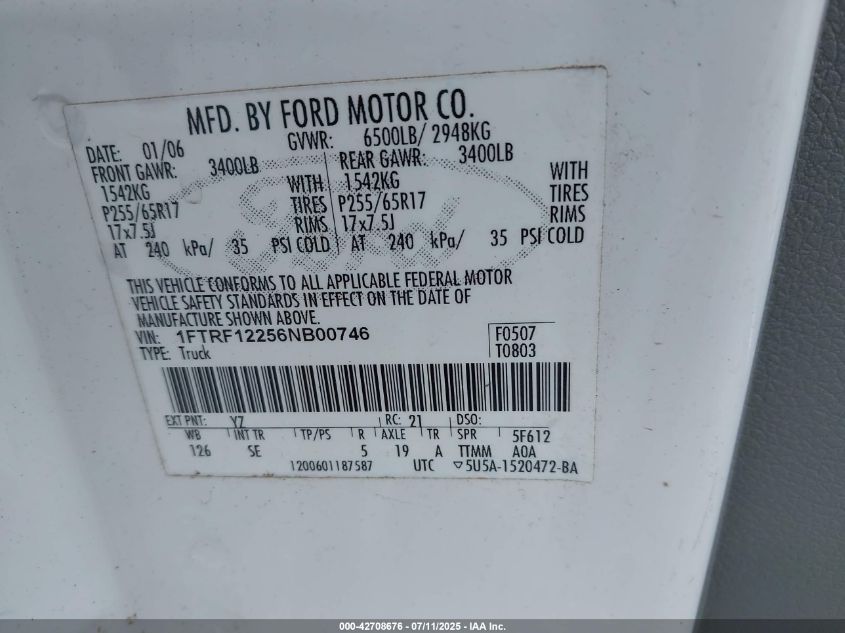 MFD. BY FORD MOTOR CO.
DATE: 01/06 GVWR: 6500LB/ 2948KG
FRONT GAWR: 3400LB REAR GAWR: 3400LB
1542KG WITH 1542KG WITH
P255/65R17 TIRES P255/65R17 TIRES
17x7.5J RIMS 17x7.5J RIMS
AT 240 kPa/ 35 PSI COLD AT 240 kPa/ 35 PSI COLD
THIS VEHICLE CONFORMS TO ALL APPLICABLE FEDERAL MOTOR
VEHICLE SAFETY STANDARDS IN EFFECT ON THE DATE OF
MANUFACTURE SHOWN ABOVE.
VIN: 1FTRF12256NB00746 F0507
TYPE: Truck T0803
EXT PNT: YZ RC: 21 DSO:
WB INT TR TP/PS R AXLE TR SPR 5F612
126 SE 5 19 A TTMM AOA
1200601187587 UTC ▽5U5A-1520472-BA
000-42708676 - 07/11/2025 - IAA Inc.